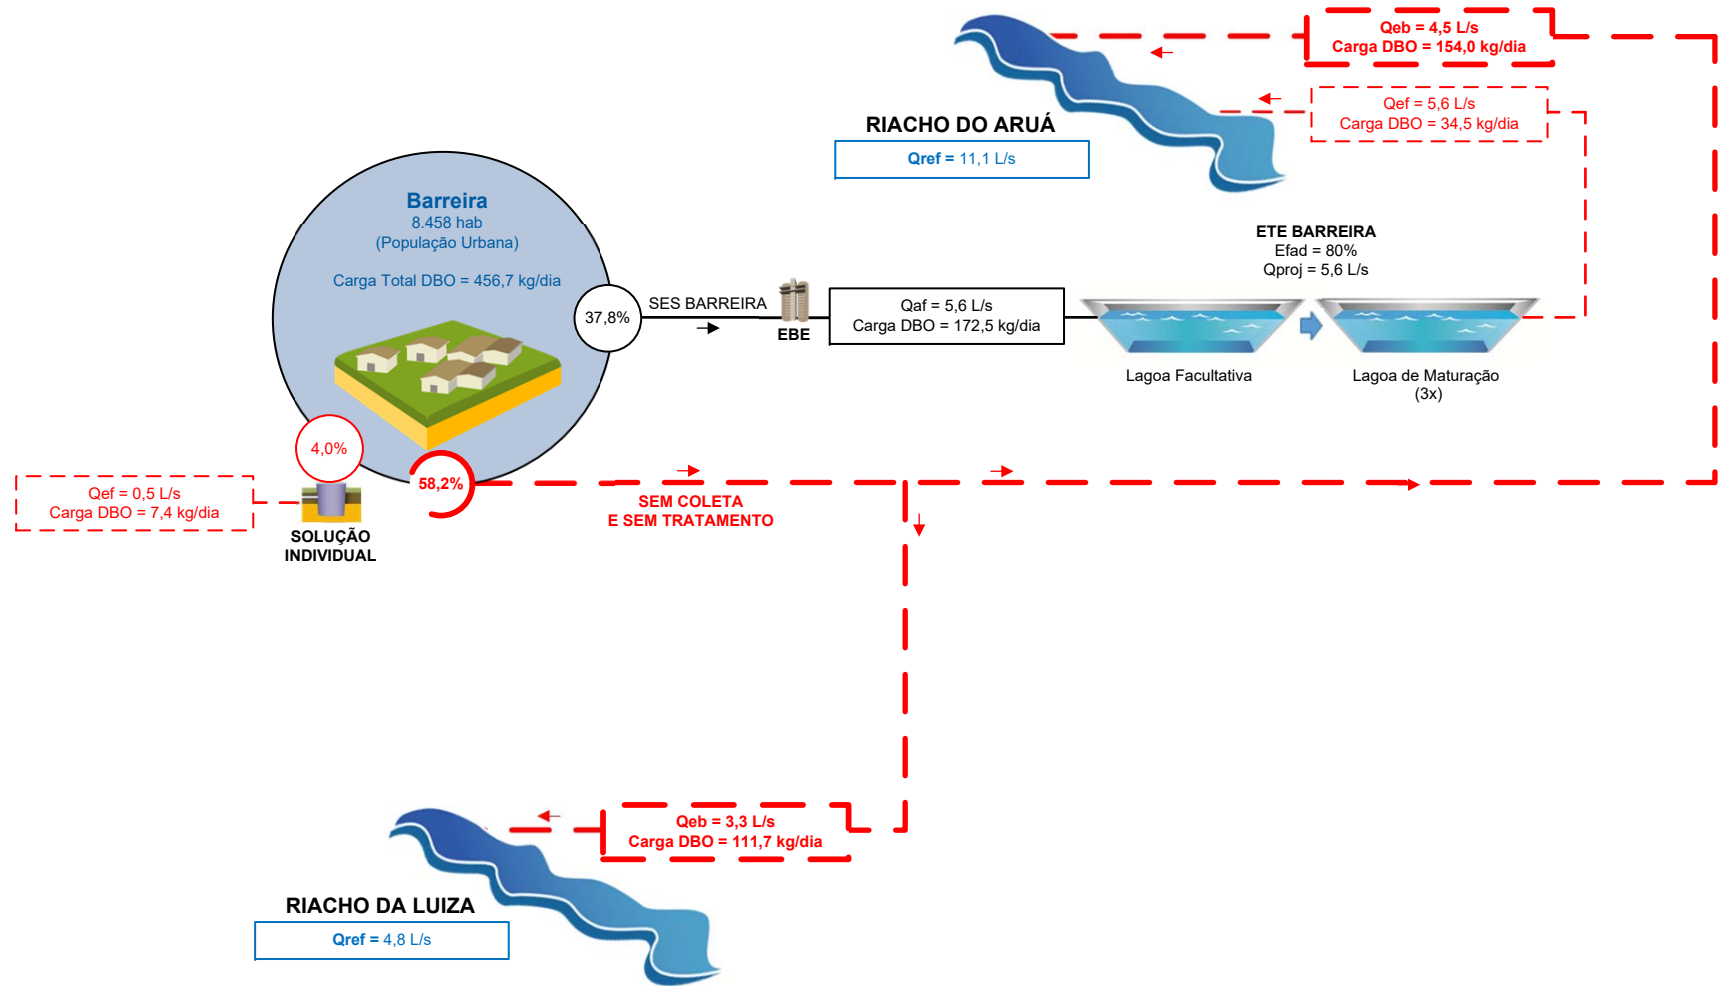 Qeb = 4,5 L/s
Carga DBO = 154,0 kg/dia
Qef = 5,6 L/s
Carga DBO = 34,5 kg/dia
RIACHO DO ARUÁ
Qref = 11,1 L/s
Barreira
8.458 hab
(População Urbana)
Carga Total DBO = 456,7 kg/dia
ETE BARREIRA
Efad = 80%
Qproj = 5,6 L/s
37,8%
SES BARREIRA
EBE
Qaf = 5,6 L/s
Carga DBO = 172,5 kg/dia
Lagoa Facultativa
Lagoa de Maturação
(3x)
4,0%
58,2%
Qef = 0,5 L/s
Carga DBO = 7,4 kg/dia
SOLUÇÃO
INDIVIDUAL
SEM COLETA
E SEM TRATAMENTO
Qeb = 3,3 L/s
Carga DBO = 111,7 kg/dia
RIACHO DA LUIZA
Qref = 4,8 L/s